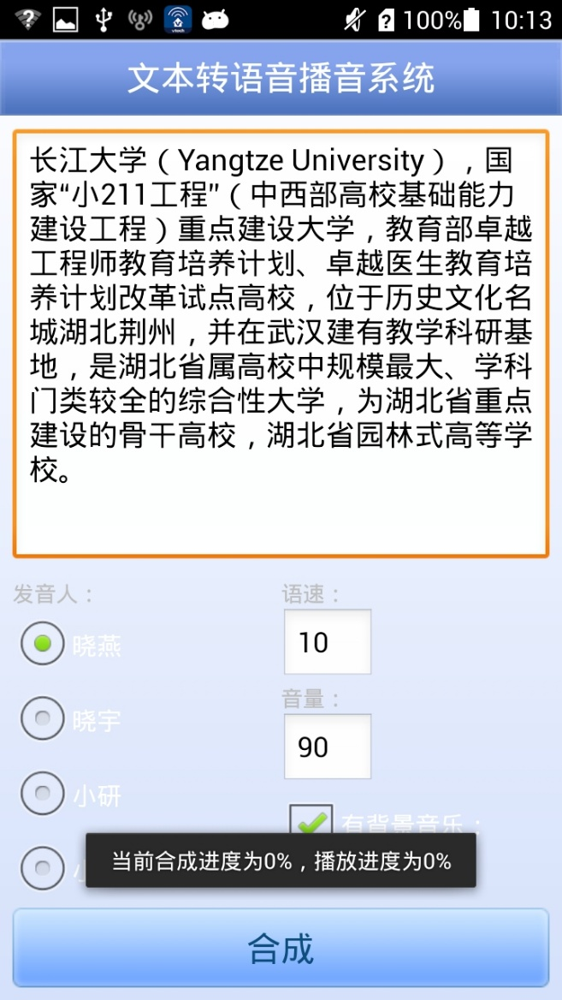 100% 10:13
文本转语音播音系统
长江大学（Yangtze University），国
家“小211工程”（中西部高校基础能力
建设工程）重点建设大学，教育部卓越
工程师教育培养计划、卓越医生教育培
养计划改革试点高校，位于历史文化名
城湖北荆州，并在武汉建有教学科研基
地，是湖北省属高校中规模最大、学科
门类较全的综合性大学，为湖北省重点
建设的骨干高校，湖北省园林式高等学
校。
发音人：
语速：
晓燕
10
晓宇
音量：
90
小研
有背景音乐：
当前合成进度为0%，播放进度为0%
合成